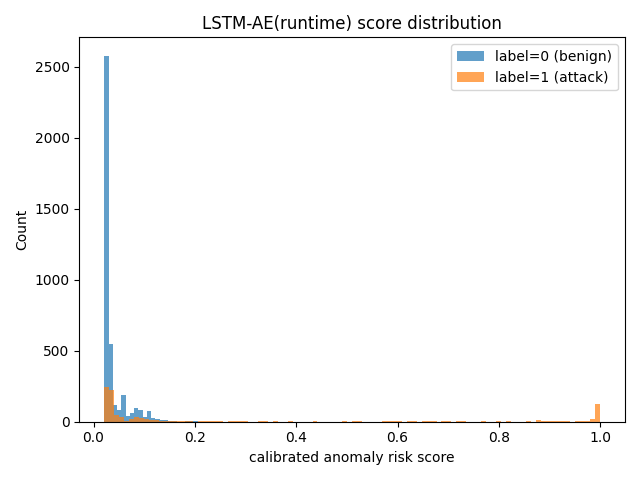 LSTM-AE(runtime) score distribution
label=0 (benign)
label=1 (attack)
Count
2500
2000
1500
1000
500
0
0.0 0.2 0.4 0.6 0.8 1.0
calibrated anomaly risk score